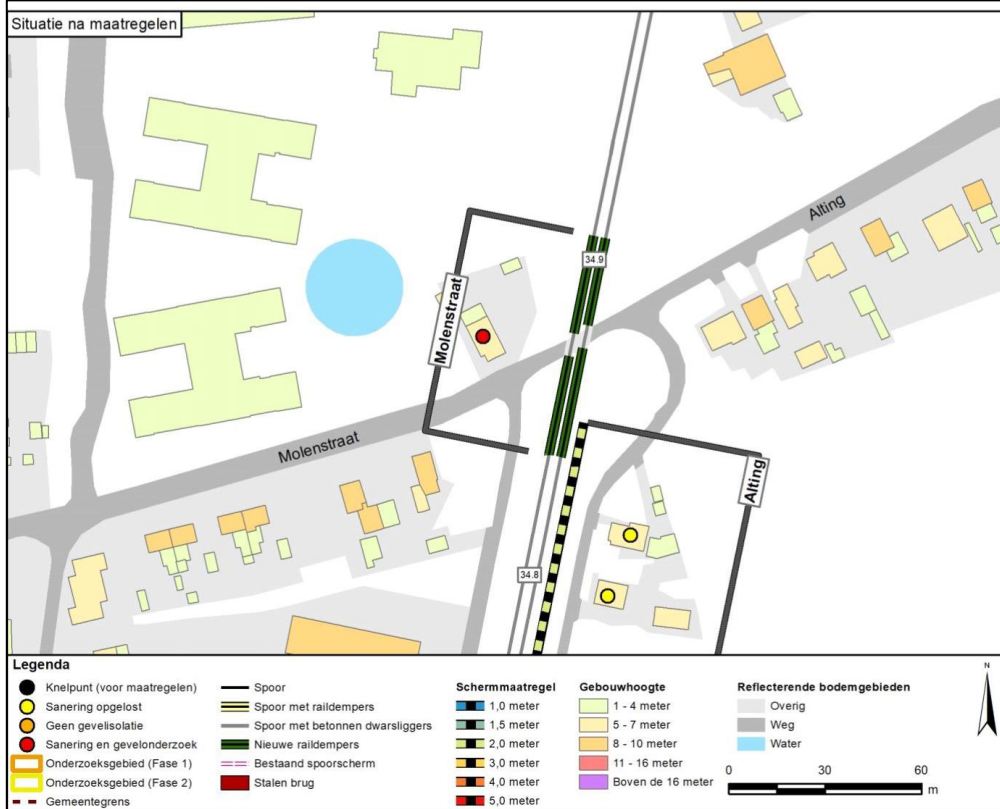 Situatie na maatregelen
34.9
Alting
Molenstraat
Molenstraat
Alting
34.8
Legenda
Knelpunt (voor maatregelen)
Sanering opgelost
Geen gevelisolatie
Sanering en gevelonderzoek
Onderzoeksgebied (Fase 1)
Onderzoeksgebied (Fase 2)
Gemeentegrens
Spoor
Spoor met raildempers
Spoor met betonnen dwarsliggers
Nieuwe raildempers
Bestaand spoorscherm
Stalen brug
Schermmaatregel
1,0 meter
1,5 meter
2,0 meter
3,0 meter
4,0 meter
5,0 meter
Gebouwhoogte
1 - 4 meter
5 - 7 meter
8 - 10 meter
11 - 16 meter
Boven de 16 meter
Reflecterende bodemgebieden
Overig
Weg
Water
N
0 30 60
m